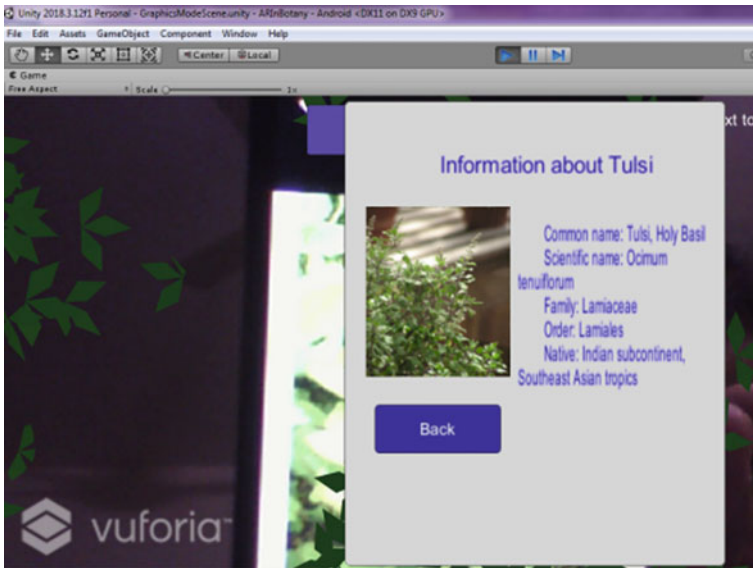 Unity 2018.3.12f1 Personal - GraphicsModeScene.unity - ARInBotany - Android <DX11 on DX9 GPU>
File Edit Assets GameObject Component Window Help
Center Local
Game
Free Aspect Scale 1x
xt to
Information about Tulsi
Common name: Tulsi, Holy Basil
Scientific name: Ocimum
tenuiflorum
Family: Lamiaceae
Order: Lamiales
Native: Indian subcontinent,
Southeast Asian tropics
Back
vuforia